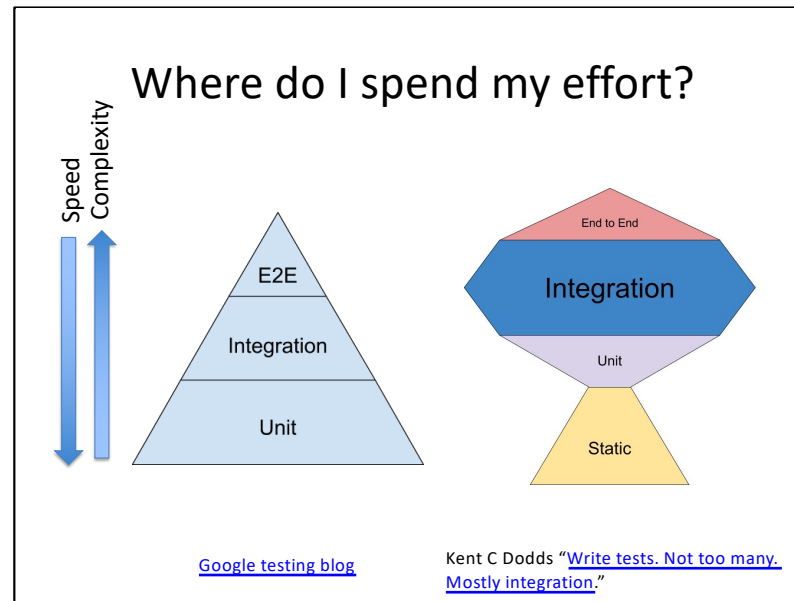 Where do I spend my effort?
Speed
Complexity
E2E
Integration
Unit
End to End
Integration
Unit
Static
Google testing blog
Kent C Dodds “Write tests. Not too many.
Mostly integration.”